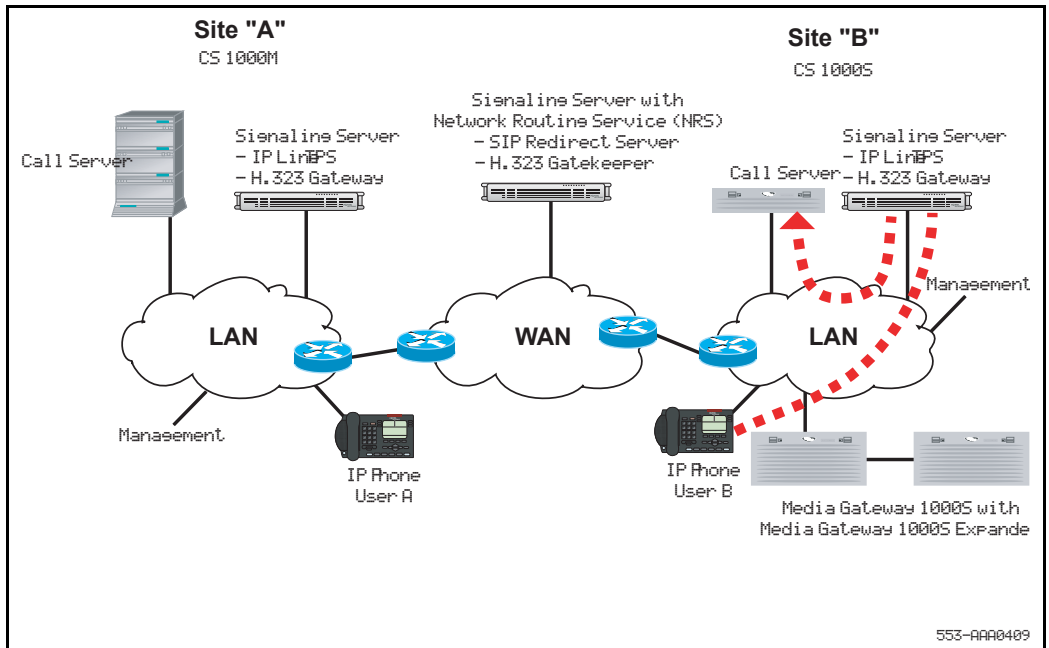 Site "A"
CS 1000M
Site "B"
CS 1000S
Signaling Server with
Network Routing Service (NRS)
- SIP Redirect Server
- H.323 Gatekeeper
Call Server
Signaling Server
- IP Line TPS
- H.323 Gateway
Call Server
Signaling Server
- IP Line TPS
- H.323 Gateway
Management
LAN
WAN
LAN
Management
IP Phone
User A
IP Phone
User B
Media Gateway 1000S with
Media Gateway 1000S Expande
553-AAA0409